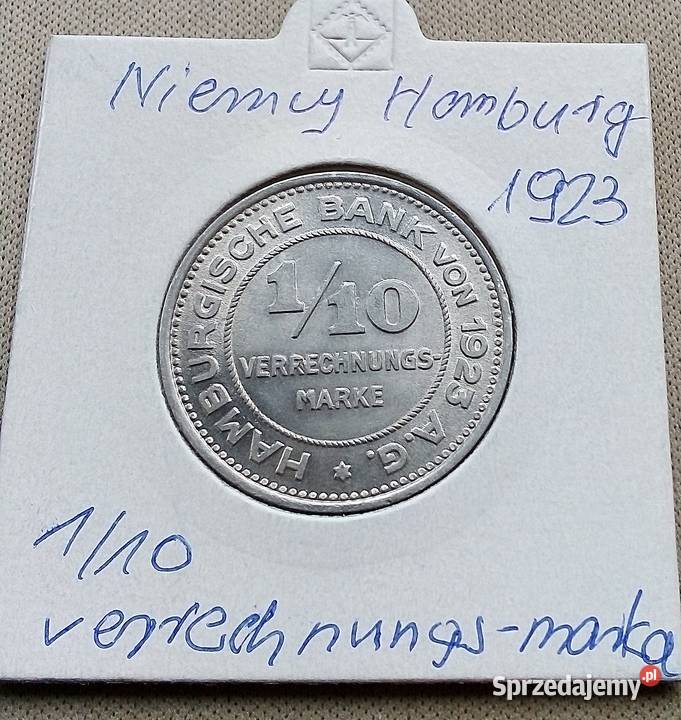 Niemcy Hamburg
1923
HAMBURGISCHE BANK VON 1923 A.G.
1/10
VERRECHNUNGS-
MARKE
1/10
verrechnungs-marka
Sprzedajemy.pl